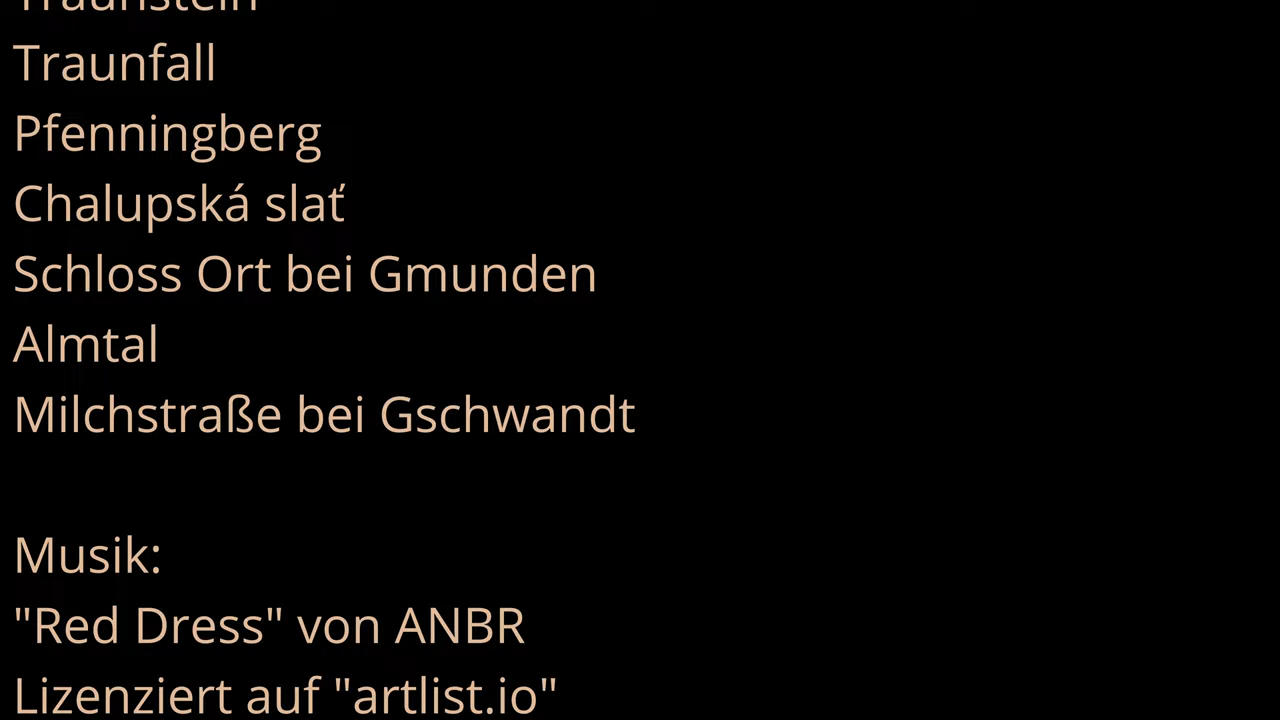 Traunstein
Traunfall
Pfenningberg
Chalupská slať
Schloss Ort bei Gmunden
Almtal
Milchstraße bei Gschwandt
Musik:
"Red Dress" von ANBR
Lizenziert auf "artlist.io"